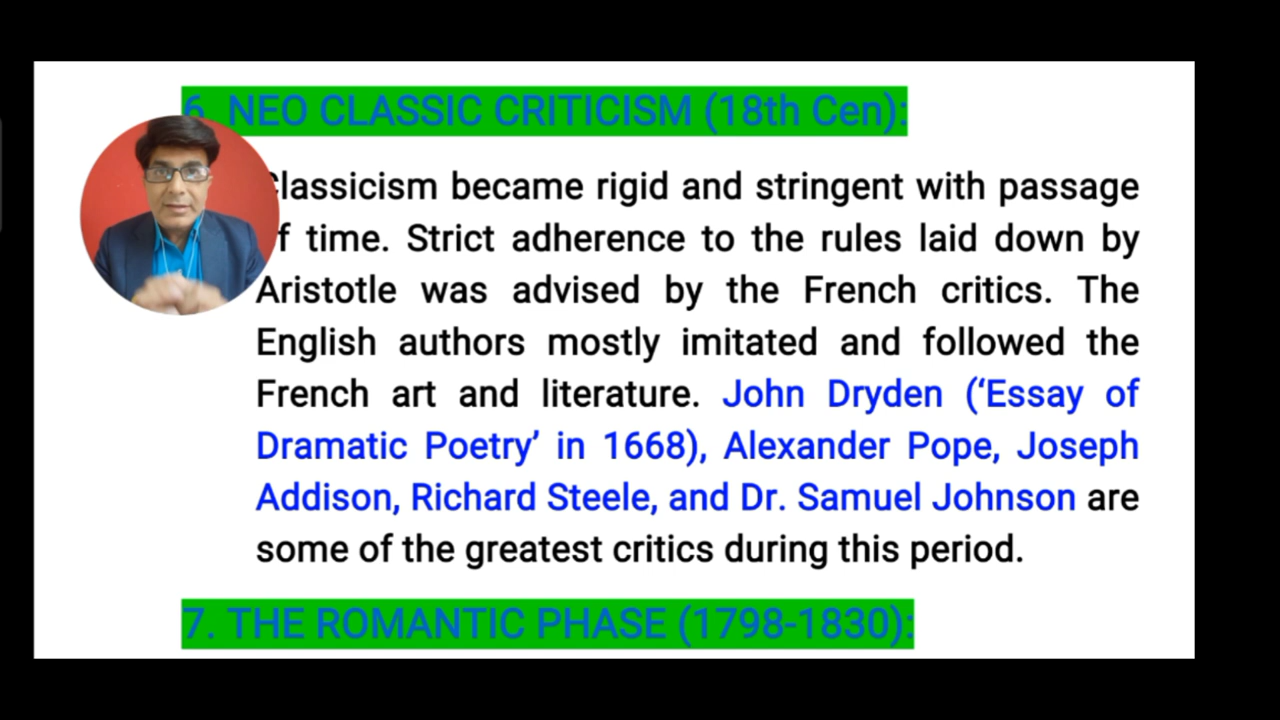 6. NEO CLASSIC CRITICISM (18th Cen):
Classicism became rigid and stringent with passage
of time. Strict adherence to the rules laid down by
Aristotle was advised by the French critics. The
English authors mostly imitated and followed the
French art and literature. John Dryden (‘Essay of
Dramatic Poetry’ in 1668), Alexander Pope, Joseph
Addison, Richard Steele, and Dr. Samuel Johnson are
some of the greatest critics during this period.
7. THE ROMANTIC PHASE (1798-1830):